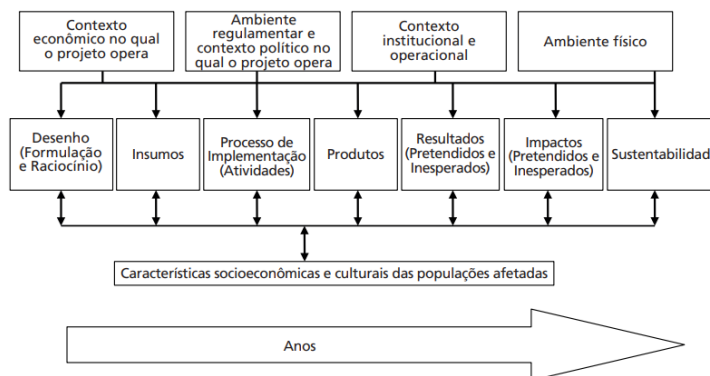 Contexto
econômico no qual
o projeto opera
Ambiente
regulamentar e
contexto político no
qual o projeto opera
Contexto
institucional e
operacional
Ambiente físico
Desenho
(Formulação
e Raciocínio)
Insumos
Processo de
Implementação
(Atividades)
Produtos
Resultados
(Pretendidos e
Inesperados)
Impactos
(Pretendidos e
Inesperados)
Sustentabilidad
Características socioeconômicas e culturais das populações afetadas
Anos